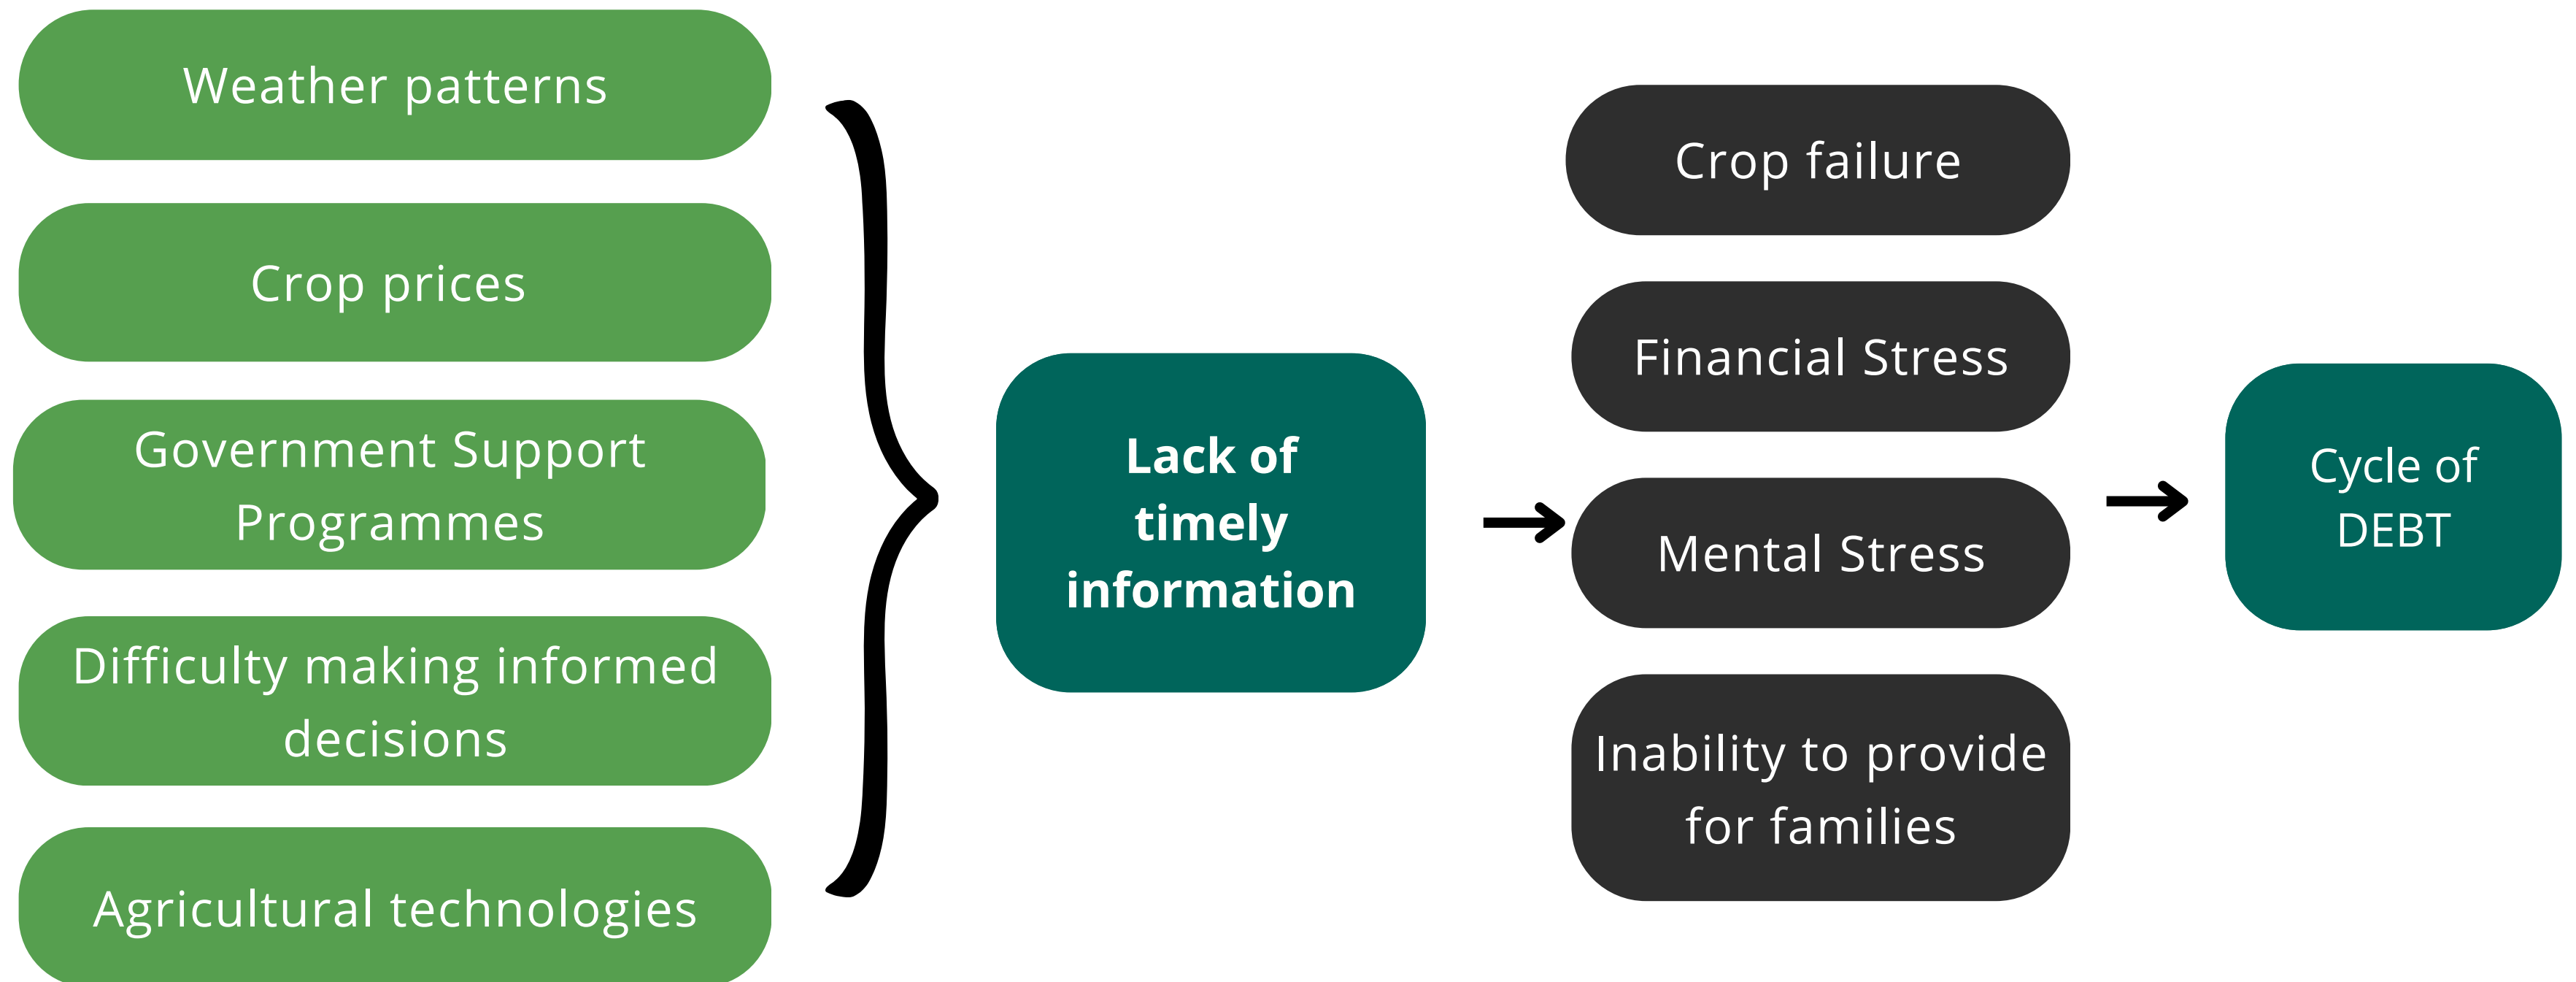 Weather patterns
Crop prices
Government Support
Programmes
Difficulty making informed
decisions
Agricultural technologies
Lack of
timely
information
Crop failure
Financial Stress
Mental Stress
Inability to provide
for families
Cycle of
DEBT